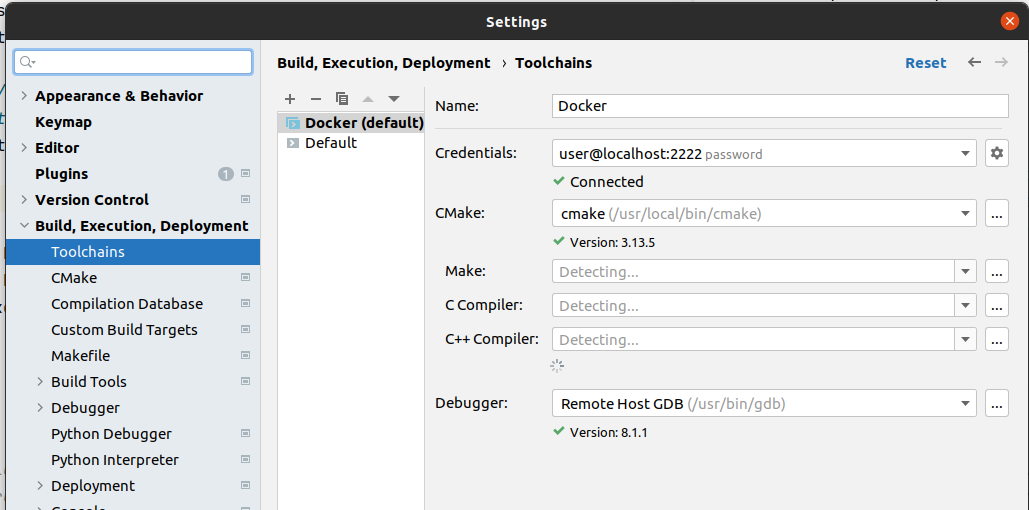 Settings
Appearance & Behavior
Keymap
Editor
Plugins 1
Version Control
Build, Execution, Deployment
Toolchains
CMake
Compilation Database
Custom Build Targets
Makefile
Build Tools
Debugger
Python Debugger
Python Interpreter
Deployment
Console
Build, Execution, Deployment › Toolchains Reset
Docker (default)
Default
Name: Docker
Credentials: user@localhost:2222 password
Connected
CMake: cmake (/usr/local/bin/cmake) ...
Version: 3.13.5
Make: Detecting... ...
C Compiler: Detecting... ...
C++ Compiler: Detecting... ...
Debugger: Remote Host GDB (/usr/bin/gdb) ...
Version: 8.1.1